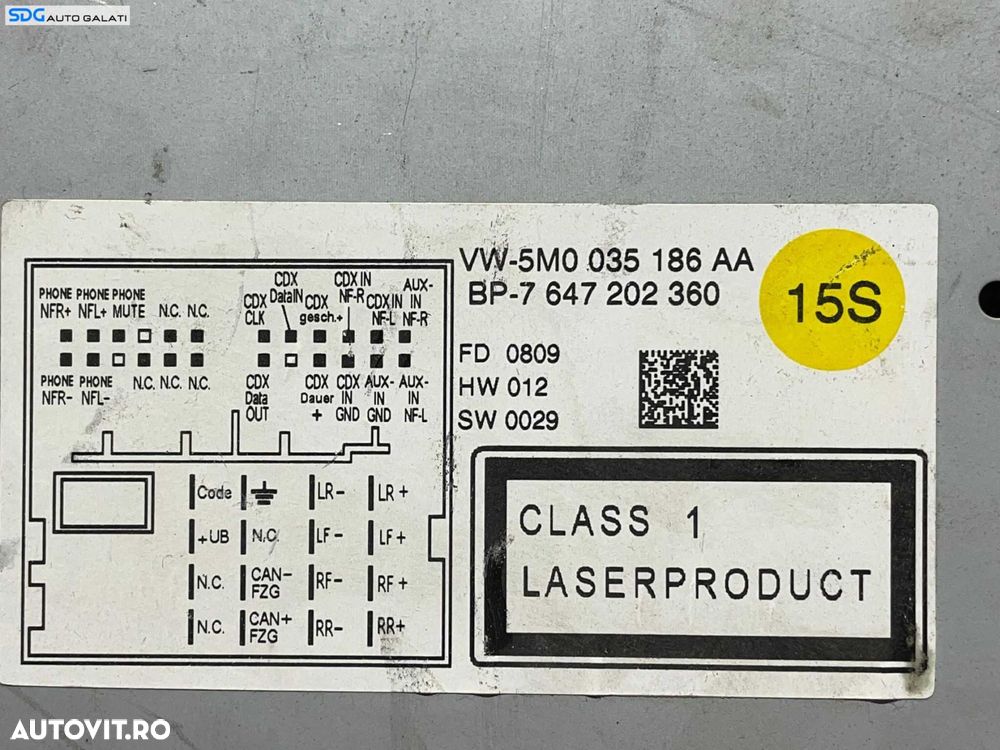 SDG AUTO GALATI
VW-5M0 035 186 AA
BP-7 647 202 360
15S
FD 0809
HW 012
SW 0029
PHONE NFR+
PHONE NFL+
PHONE MUTE
N.C.
N.C.
CDX CLK
CDX DataIN
CDX gesch.+
CDX IN NF-R
CDX IN NF-L
AUX-IN NF-R
PHONE NFR-
PHONE NFL-
N.C.
N.C.
N.C.
CDX Data OUT
CDX Dauer +
CDX IN GND
AUX-IN GND
AUX-IN NF-L
Code LR- LR+
+UB N.C. LF- LF+
N.C. CAN- FZG RF- RF+
N.C. CAN+ FZG RR- RR+
CLASS 1
LASERPRODUCT
AUTOVIT.RO